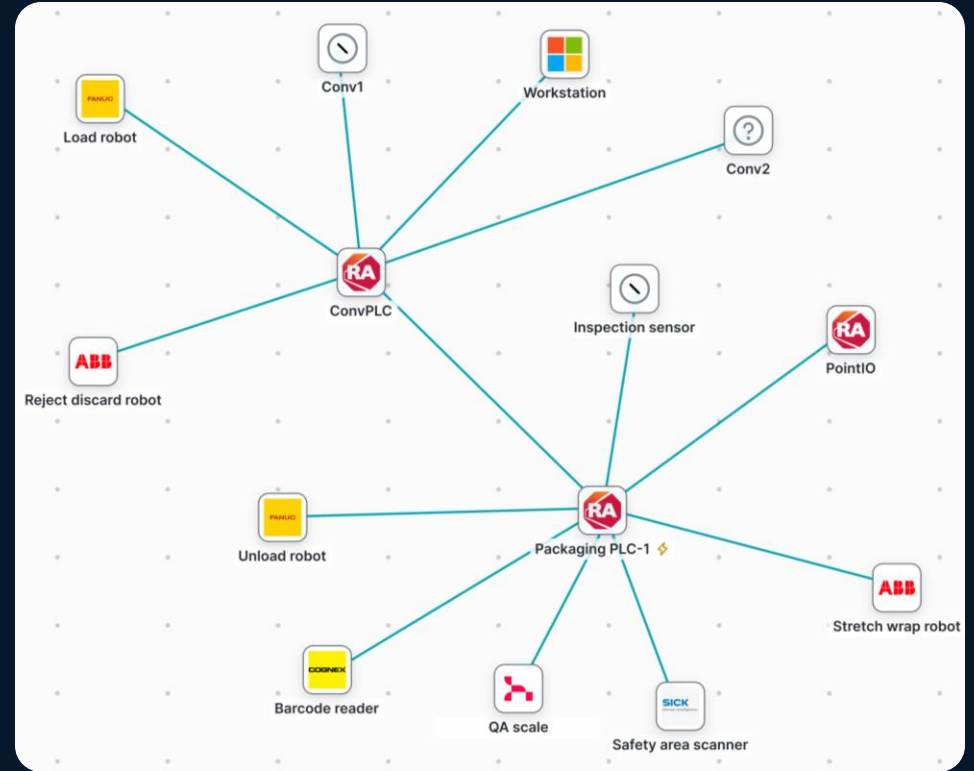 Conv1
Workstation
FANUC
Load robot
?
Conv2
RA
ConvPLC
Inspection sensor
RA
PointIO
ABB
Reject discard robot
FANUC
Unload robot
RA
Packaging PLC-1
ABB
Stretch wrap robot
COGNEX
Barcode reader
QA scale
SICK
Safety area scanner